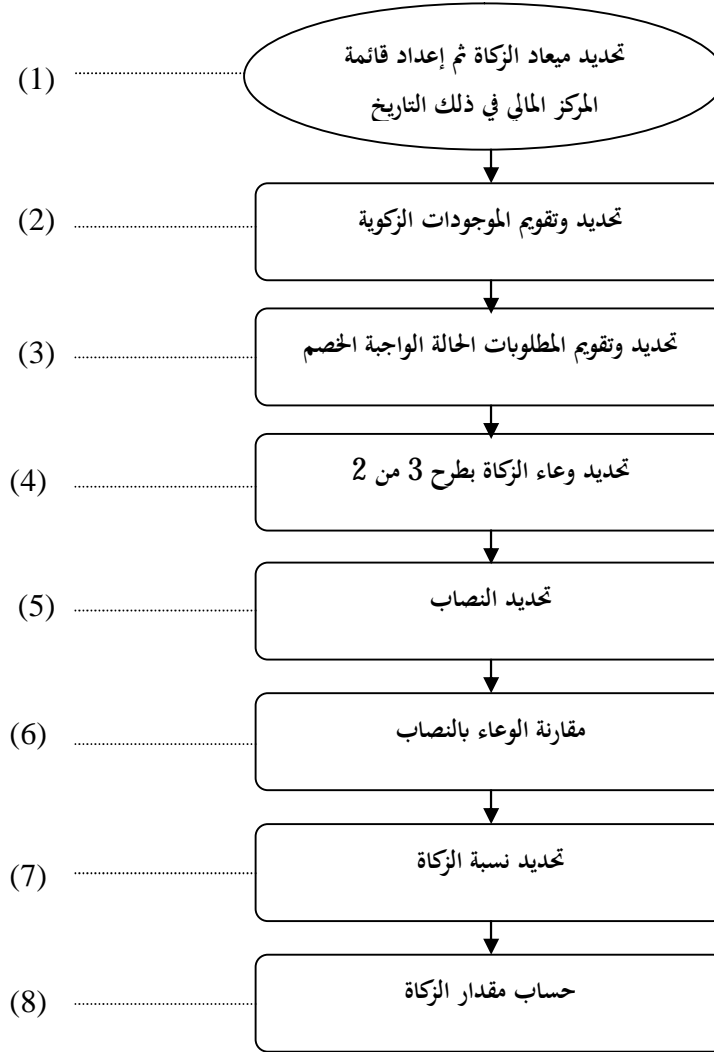 (1) تحديد ميعاد الزكاة ثم إعداد قائمة
المركز المالي في ذلك التاريخ
(2) تحديد وتقويم الموجودات الزكوية
(3) تحديد وتقويم المطلوبات الحالة الواجبة الخصم
(4) تحديد وعاء الزكاة بطرح 3 من 2
(5) تحديد النصاب
(6) مقارنة الوعاء بالنصاب
(7) تحديد نسبة الزكاة
(8) حساب مقدار الزكاة